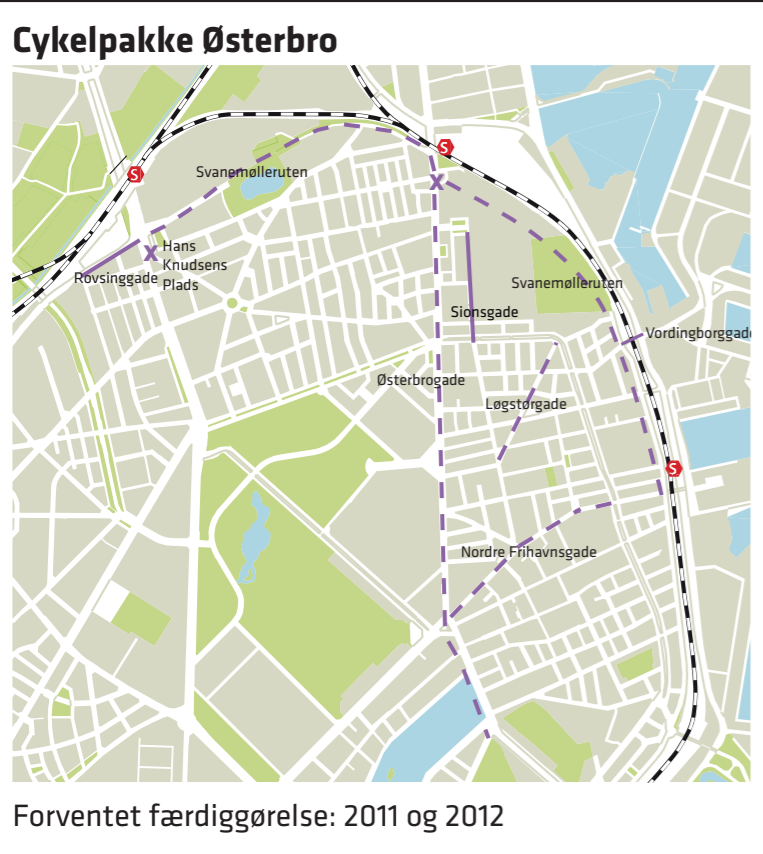 Cykelpakke Østerbro
S
S
Svanemølleruten
X
X
Hans
Knudsens
Plads
Rovsinggade
Svanemølleruten
Sionsgade
Vordingborggade
Østerbrogade
Løgstørgade
S
Nordre Frihavnsgade
Forventet færdiggørelse: 2011 og 2012